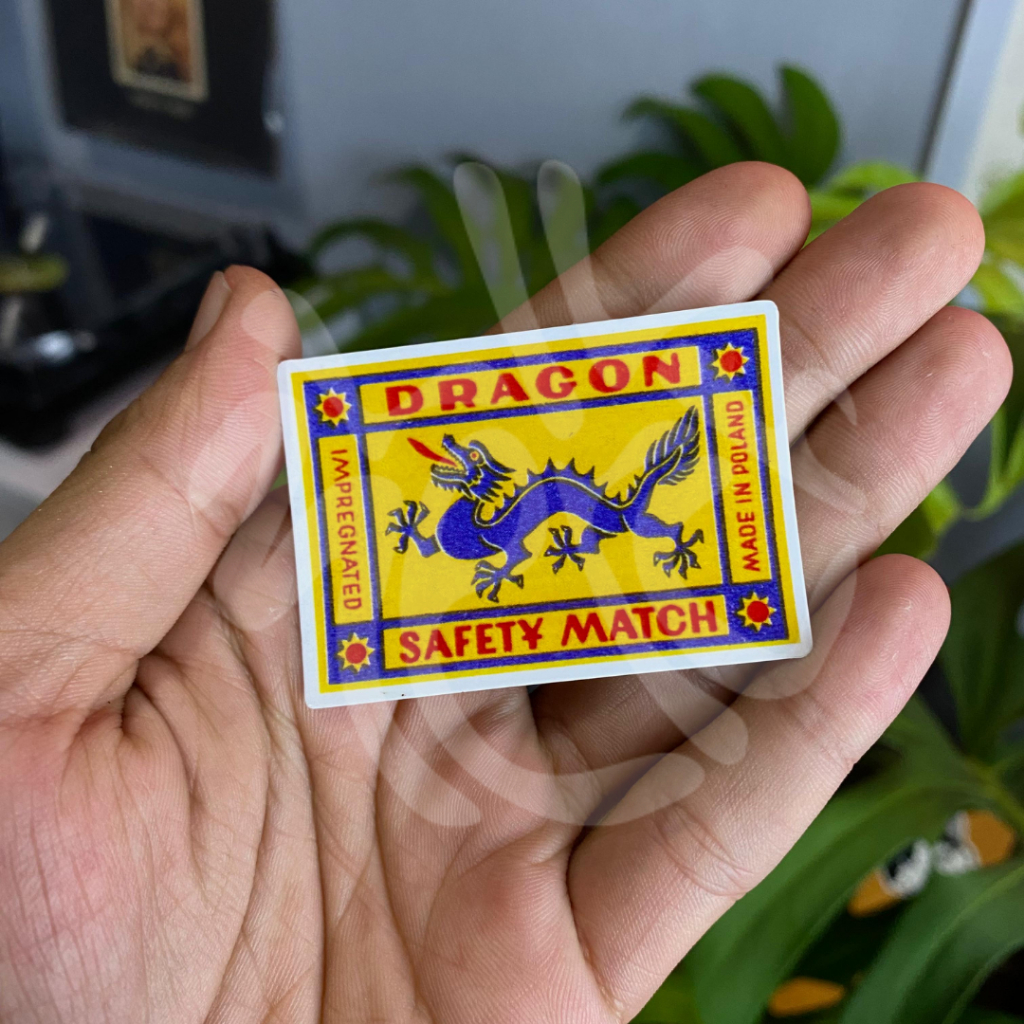 DRAGON
IMPREGNATED
MADE IN POLAND
SAFETY MATCH